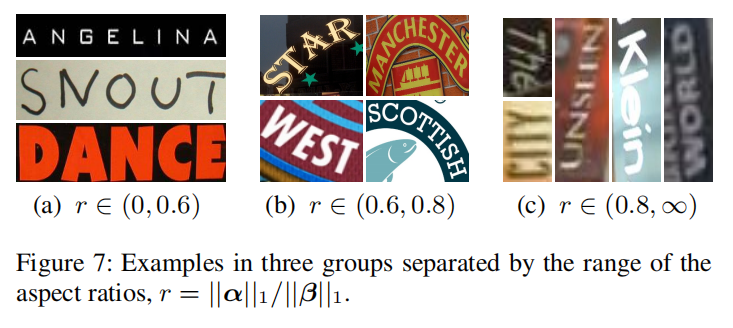 ANGELINA
SNOUT
DANCE
STAR
MANCHESTER
WEST
SCOTTISH
The
CITY
UNSEEN
Klein
WORLD
(a) r ∈ (0, 0.6)
(b) r ∈ (0.6, 0.8)
(c) r ∈ (0.8, ∞)
Figure 7: Examples in three groups separated by the range of the
aspect ratios, r = ||α||₁/||β||₁.